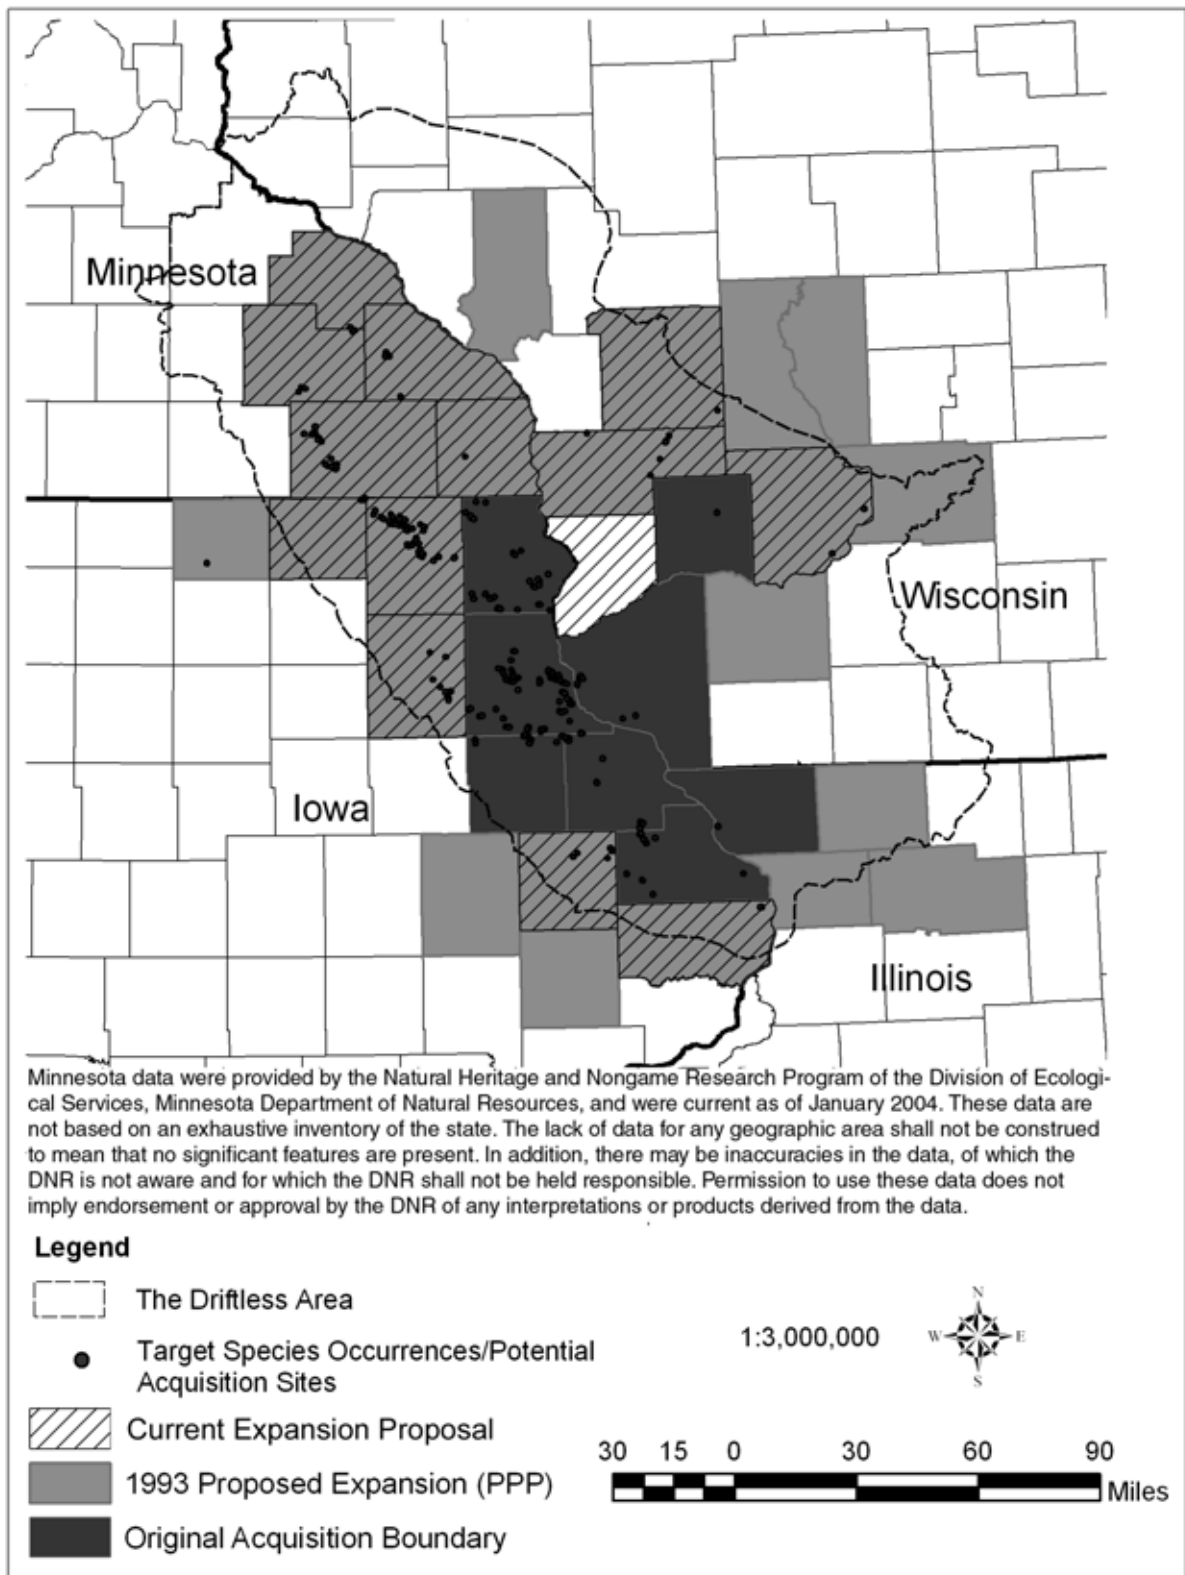 Minnesota
Wisconsin
Iowa
Illinois
Minnesota data were provided by the Natural Heritage and Nongame Research Program of the Division of Ecologi-
cal Services, Minnesota Department of Natural Resources, and were current as of January 2004. These data are
not based on an exhaustive inventory of the state. The lack of data for any geographic area shall not be construed
to mean that no significant features are present. In addition, there may be inaccuracies in the data, of which the
DNR is not aware and for which the DNR shall not be held responsible. Permission to use these data does not
imply endorsement or approval by the DNR of any interpretations or products derived from the data.
Legend
The Driftless Area
Target Species Occurrences/Potential
Acquisition Sites
Current Expansion Proposal
1993 Proposed Expansion (PPP)
Original Acquisition Boundary
1:3,000,000
N
W E
S
30 15 0 30 60 90
Miles